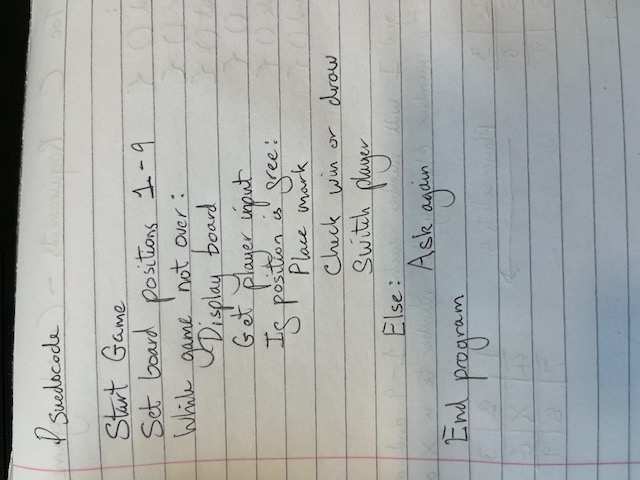 Psuedocode
Start Game
Set board positions 1-9
While game not over:
Display board
Get player input
If position is free:
Place mark
Check win or draw
Switch player
Else:
Ask again
End program